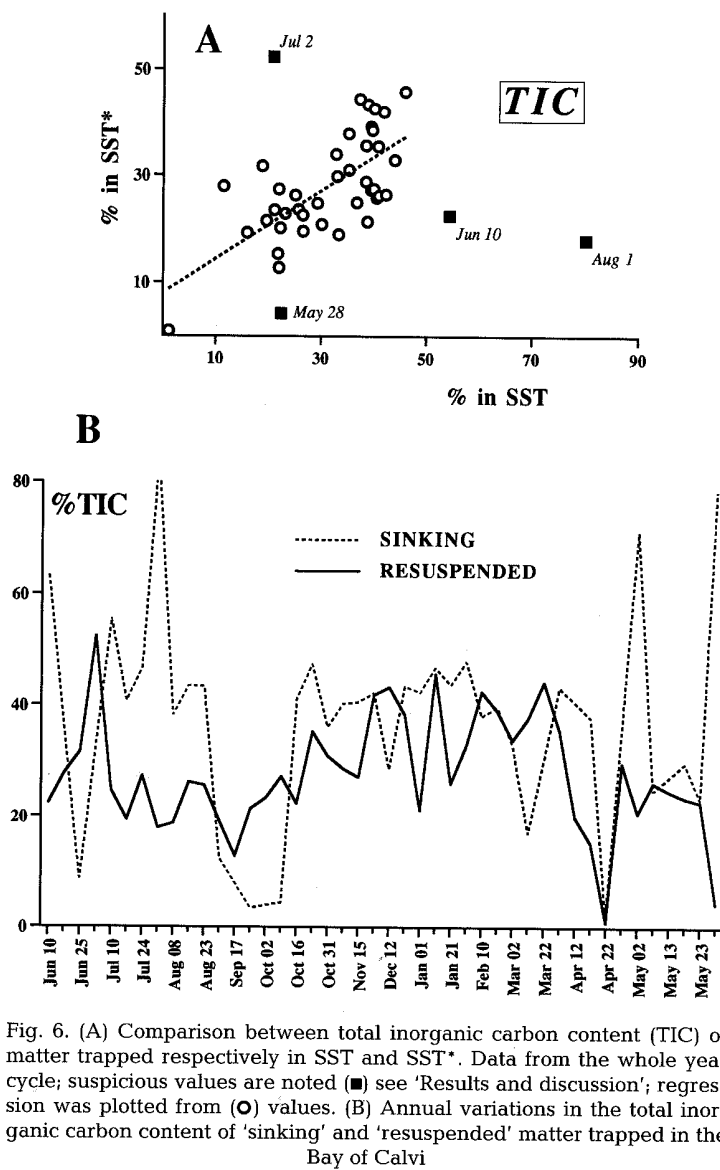 A
Jul 2
TIC
% in SST*
50
30
10
Jun 10
Aug 1
May 28
10 30 50 70 90
% in SST
B
%TIC
80
60
40
20
0
SINKING
RESUSPENDED
Jun 10
Jun 25
Jul 10
Jul 24
Aug 08
Aug 23
Sep 17
Oct 02
Oct 16
Oct 31
Nov 15
Dec 12
Jan 01
Jan 21
Feb 10
Mar 02
Mar 22
Apr 12
Apr 22
May 02
May 13
May 23
Fig. 6. (A) Comparison between total inorganic carbon content (TIC) o
matter trapped respectively in SST and SST*. Data from the whole yea
cycle; suspicious values are noted (■) see 'Results and discussion'; regres-
sion was plotted from (O) values. (B) Annual variations in the total inor-
ganic carbon content of 'sinking' and 'resuspended' matter trapped in the
Bay of Calvi